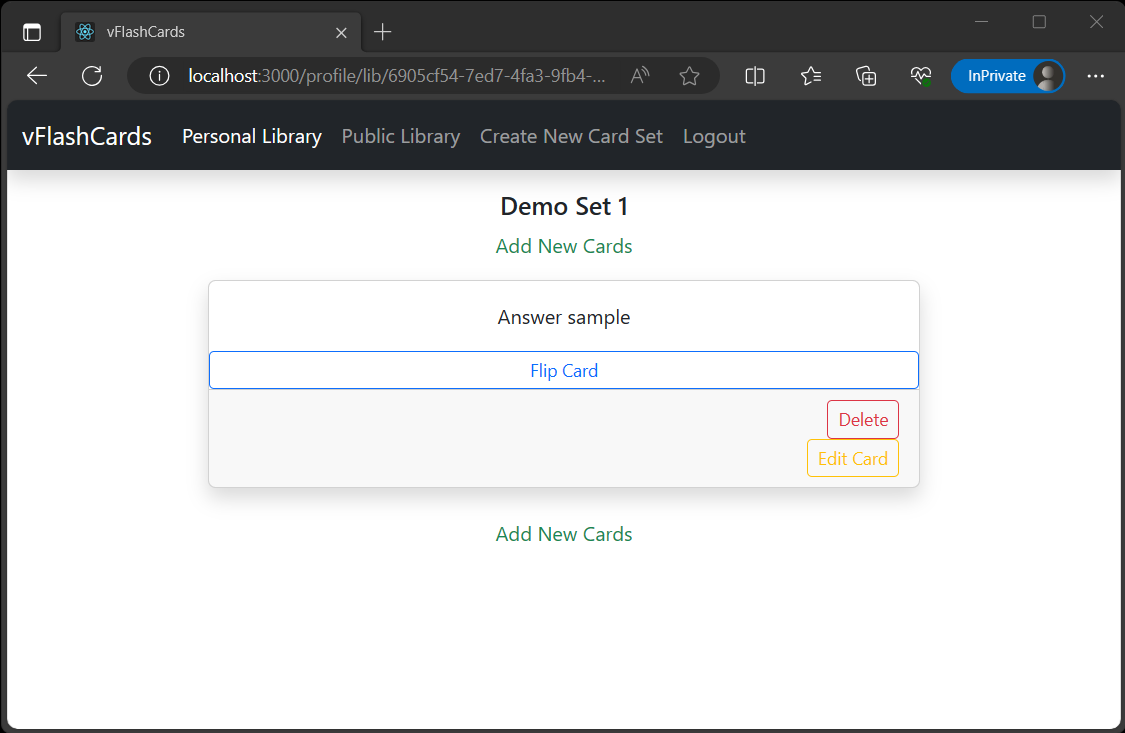 vFlashCards
localhost:3000/profile/lib/6905cf54-7ed7-4fa3-9fb4-...
InPrivate
vFlashCards Personal Library Public Library Create New Card Set Logout
Demo Set 1
Add New Cards
Answer sample
Flip Card
Delete
Edit Card
Add New Cards